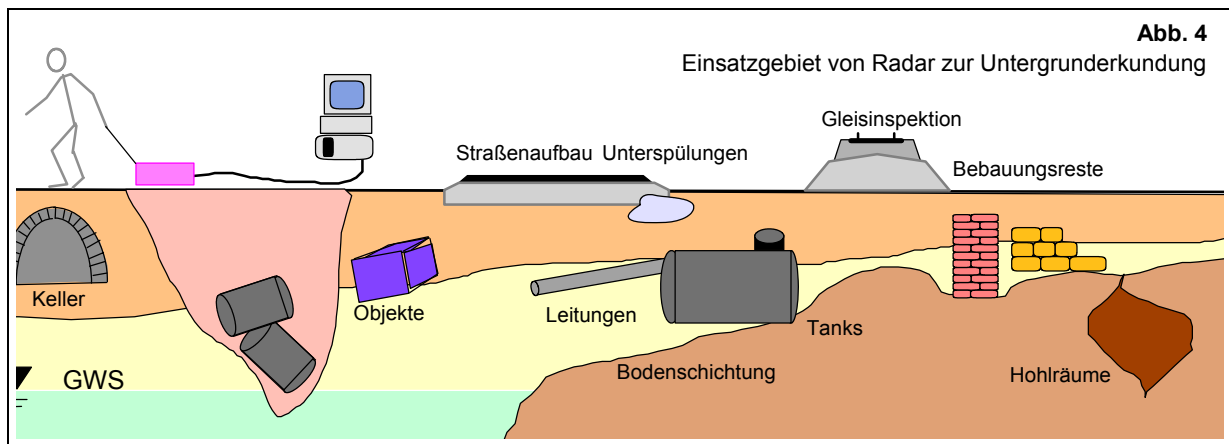 Abb. 4
Einsatzgebiet von Radar zur Untergrunderkundung
Gleisinspektion
Straßenaufbau Unterspülungen
Bebauungsreste
Keller
Objekte
Leitungen
Tanks
GWS
Bodenschichtung
Hohlräume